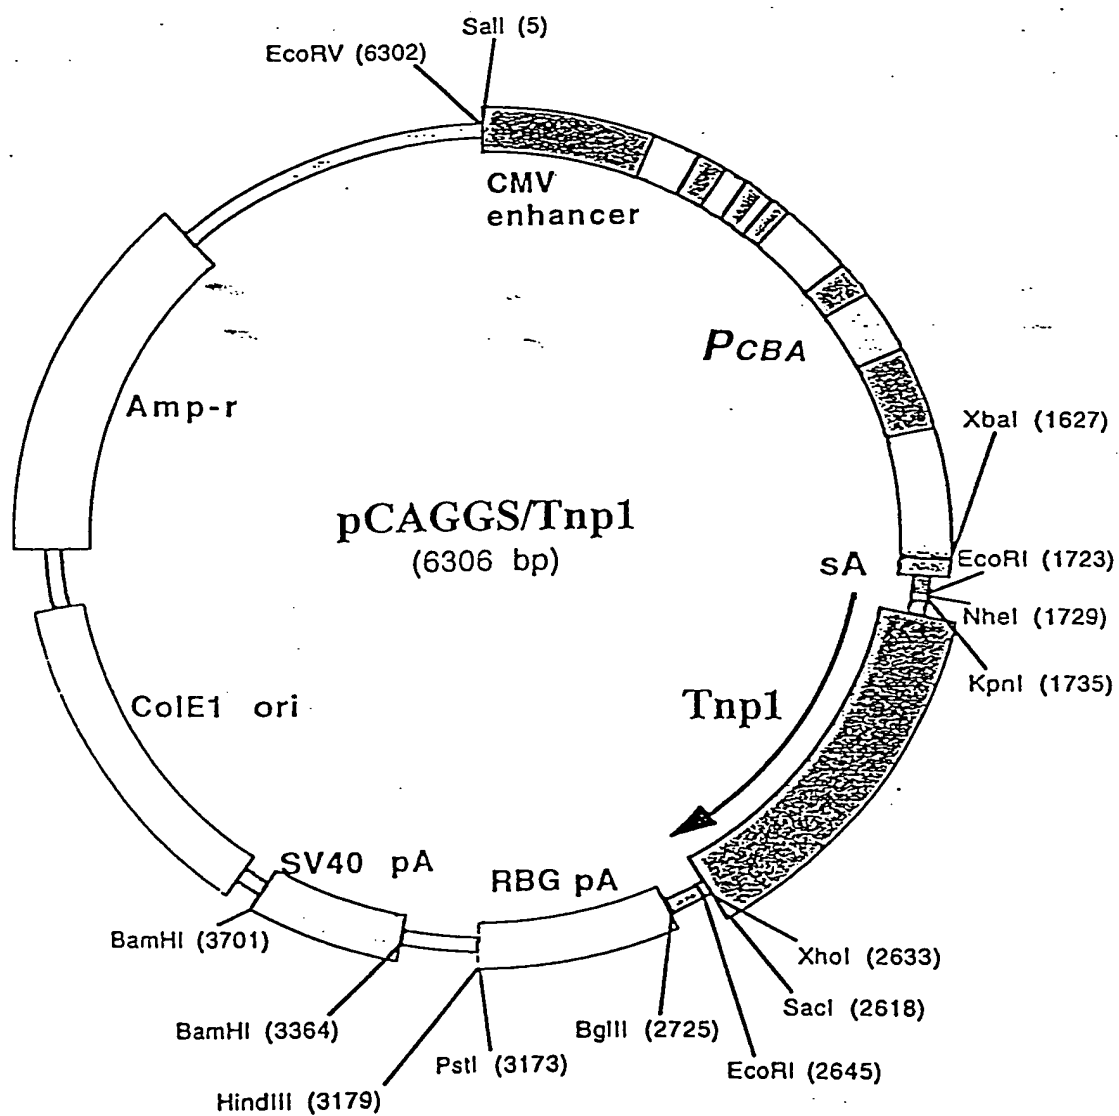 SalI (5)
EcoRV (6302)
CMV
enhancer
PCBA
Amp-r
XbaI (1627)
pCAGGS/Tnp1
(6306 bp)
sA
EcoRI (1723)
NheI (1729)
KpnI (1735)
ColE1 ori
Tnp1
SV40 pA
RBG pA
BamHI (3701)
XhoI (2633)
SacI (2618)
BamHI (3364)
BglII (2725)
PstI (3173)
EcoRI (2645)
HindIII (3179)